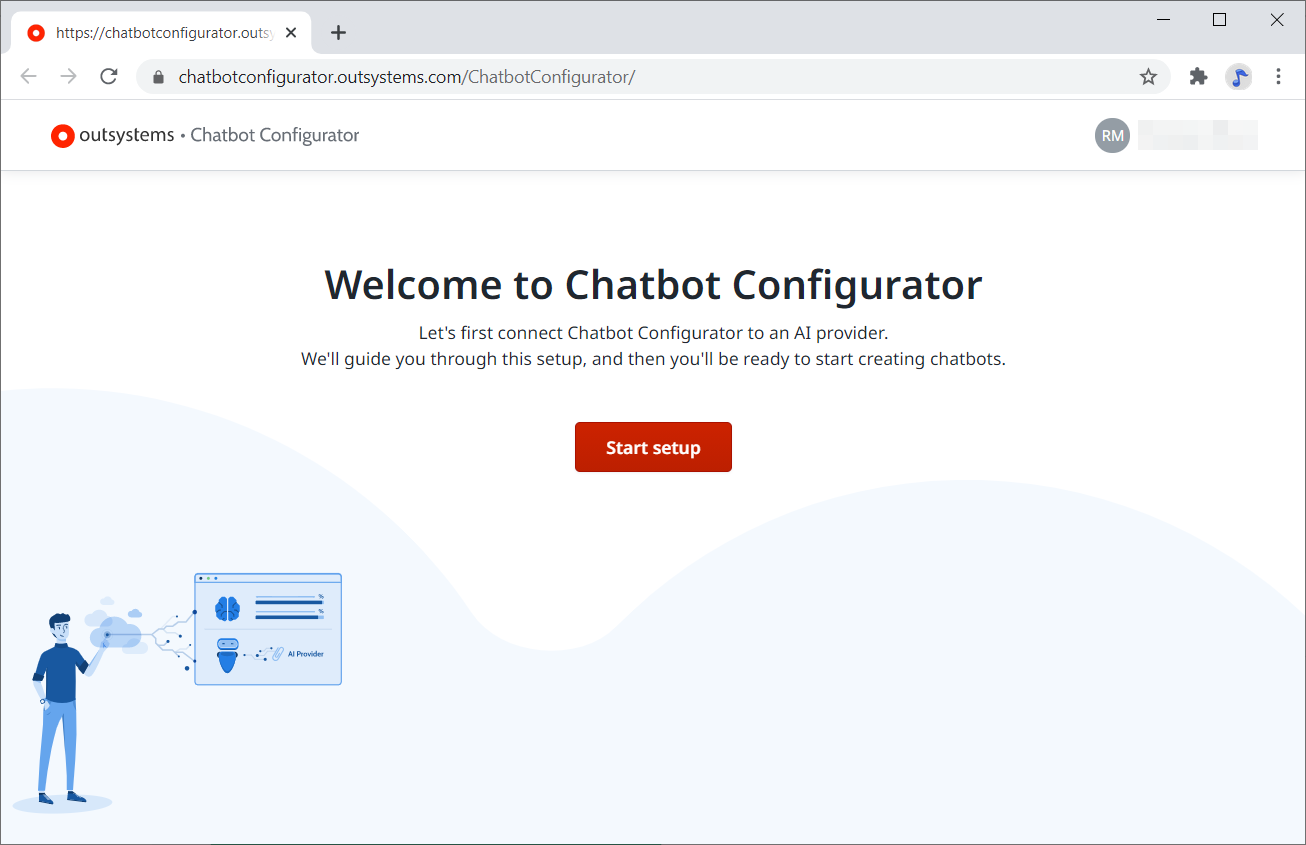 https://chatbotconfigurator.outsy
chatbotconfigurator.outsystems.com/ChatbotConfigurator/
outsystems • Chatbot Configurator
RM
Welcome to Chatbot Configurator
Let's first connect Chatbot Configurator to an AI provider.
We'll guide you through this setup, and then you'll be ready to start creating chatbots.
Start setup
%
%
AI Provider